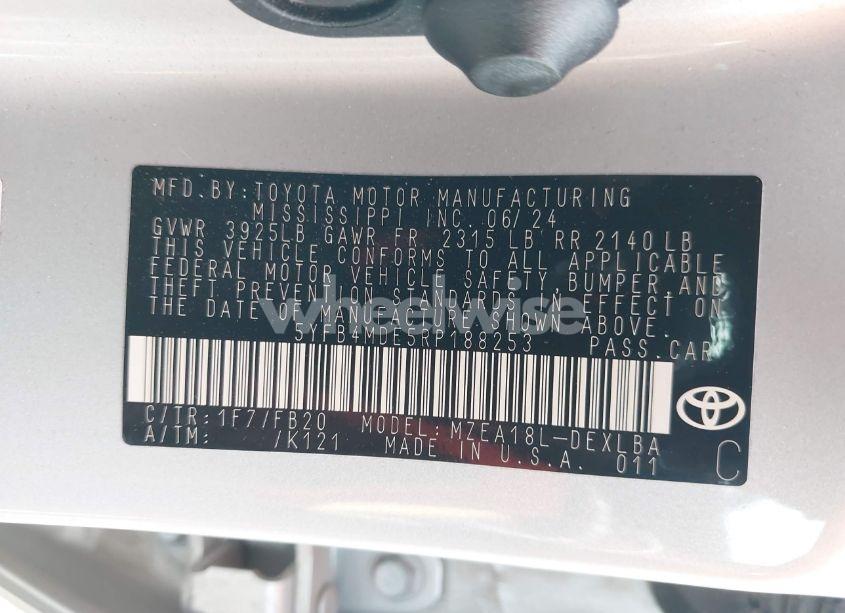 MFD.BY:TOYOTA MOTOR MANUFACTURING
MISSISSIPPI INC. 06/24
GVWR 3925LB GAWR FR 2315 LB RR 2140 LB
THIS VEHICLE CONFORMS TO ALL APPLICABLE
FEDERAL MOTOR VEHICLE SAFETY, BUMPER, AND
THEFT PREVENTION STANDARDS IN EFFECT ON
THE DATE OF MANUFACTURE SHOWN ABOVE.
wheelwise
5YFB4MDE5RP188253 PASS.CAR
C/TR:1F7/FB20 MODEL:MZEA18L-DEXLBA
A/TM: /K121 MADE IN U.S.A. 011
C